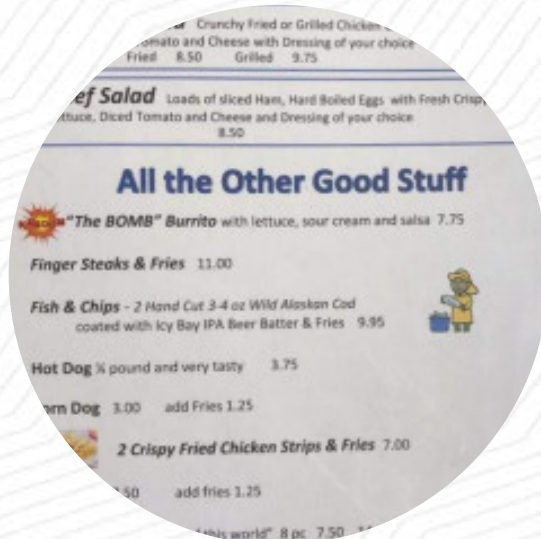 Crunchy Fried or Grilled Chicken
Tomato and Cheese with Dressing of your choice
Fried 8.50 Grilled 9.75
ef Salad Loads of sliced Ham, Hard Boiled Eggs with Fresh Crisp
ttuce, Diced Tomato and Cheese and Dressing of your choice
8.50
All the Other Good Stuff
"The BOMB" Burrito with lettuce, sour cream and salsa 7.75
Finger Steaks & Fries 11.00
Fish & Chips - 2 Hand Cut 3-4 oz Wild Alaskan Cod
coated with Icy Bay IPA Beer Batter & Fries 9.95
Hot Dog ¼ pound and very tasty 3.75
orn Dog 3.00 add Fries 1.25
2 Crispy Fried Chicken Strips & Fries 7.00
.50 add fries 1.25
this world" 8 pc 7.50